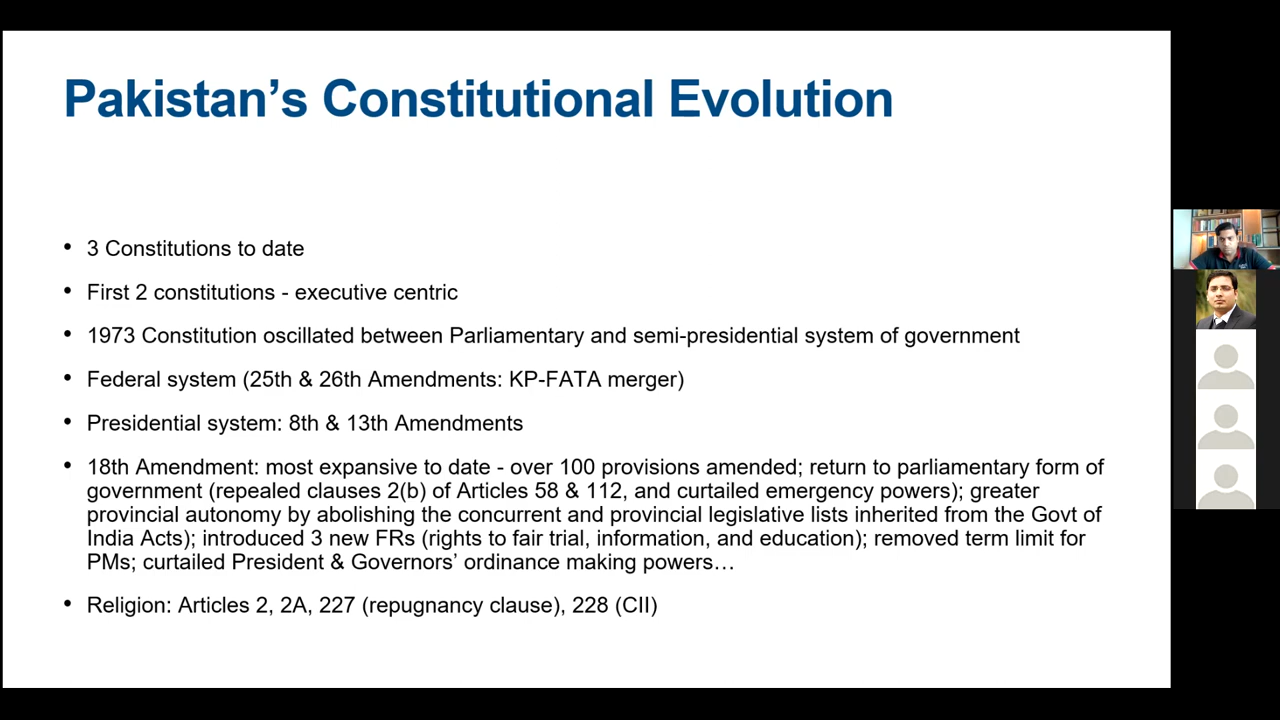 Pakistan’s Constitutional Evolution
• 3 Constitutions to date
• First 2 constitutions - executive centric
• 1973 Constitution oscillated between Parliamentary and semi-presidential system of government
• Federal system (25th & 26th Amendments: KP-FATA merger)
• Presidential system: 8th & 13th Amendments
• 18th Amendment: most expansive to date - over 100 provisions amended; return to parliamentary form of
government (repealed clauses 2(b) of Articles 58 & 112, and curtailed emergency powers); greater
provincial autonomy by abolishing the concurrent and provincial legislative lists inherited from the Govt of
India Acts); introduced 3 new FRs (rights to fair trial, information, and education); removed term limit for
PMs; curtailed President & Governors’ ordinance making powers…
• Religion: Articles 2, 2A, 227 (repugnancy clause), 228 (CII)